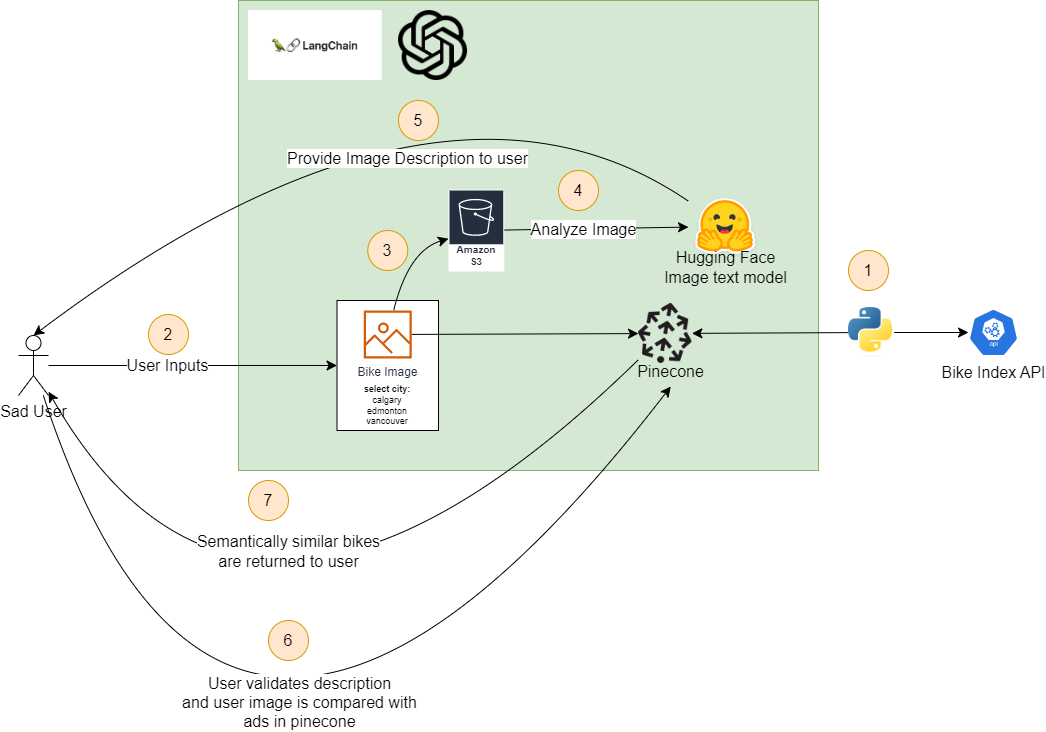 LangChain
5
Provide Image Description to user
4
Analyze Image
3
Amazon
S3
Hugging Face
Image text model
1
2
User Inputs
Sad User
Bike Image
select city:
calgary
edmonton
vancouver
Pinecone
api
Bike Index API
7
Semantically similar bikes
are returned to user
6
User validates description
and user image is compared with
ads in pinecone